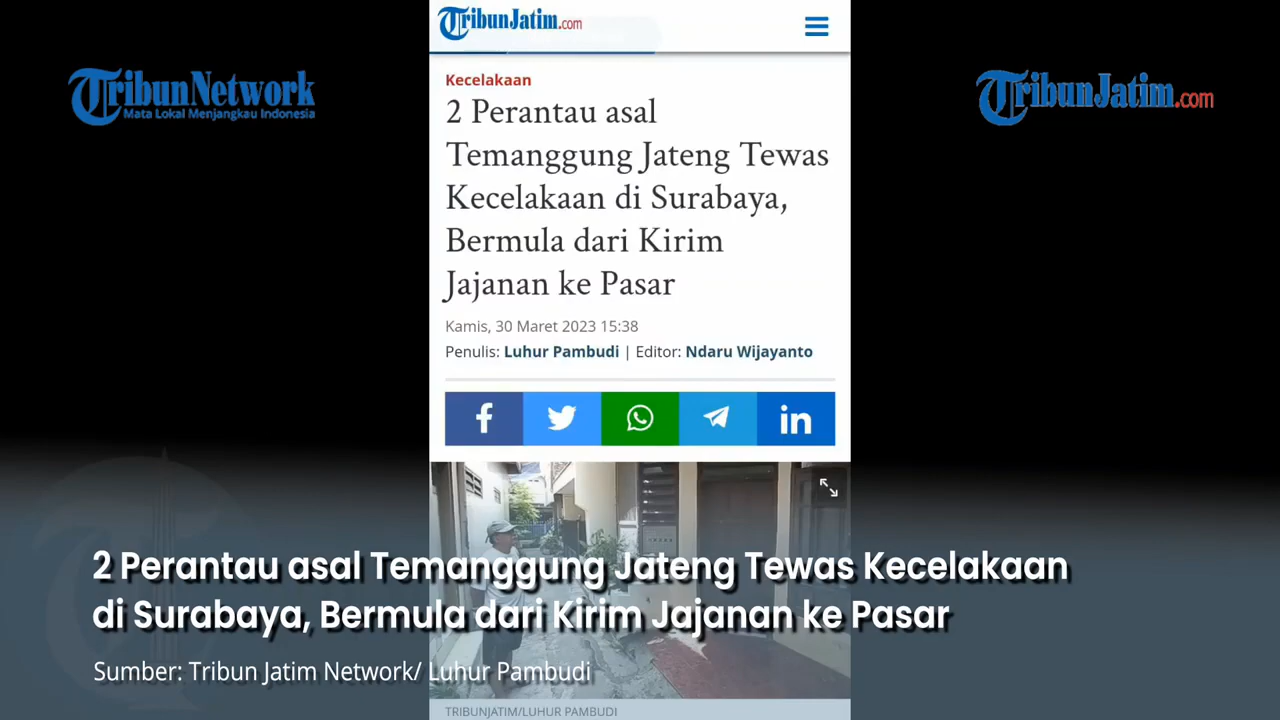 TribunJatim.com
TribunNetwork
Mata Lokal Menjangkau Indonesia
TribunJatim.com
Kecelakaan
2 Perantau asal
Temanggung Jateng Tewas
Kecelakaan di Surabaya,
Bermula dari Kirim
Jajanan ke Pasar
Kamis, 30 Maret 2023 15:38
Penulis: Luhur Pambudi | Editor: Ndaru Wijayanto
2 Perantau asal Temanggung Jateng Tewas Kecelakaan
di Surabaya, Bermula dari Kirim Jajanan ke Pasar
Sumber: Tribun Jatim Network/ Luhur Pambudi
TRIBUNJATIM/LUHUR PAMBUDI